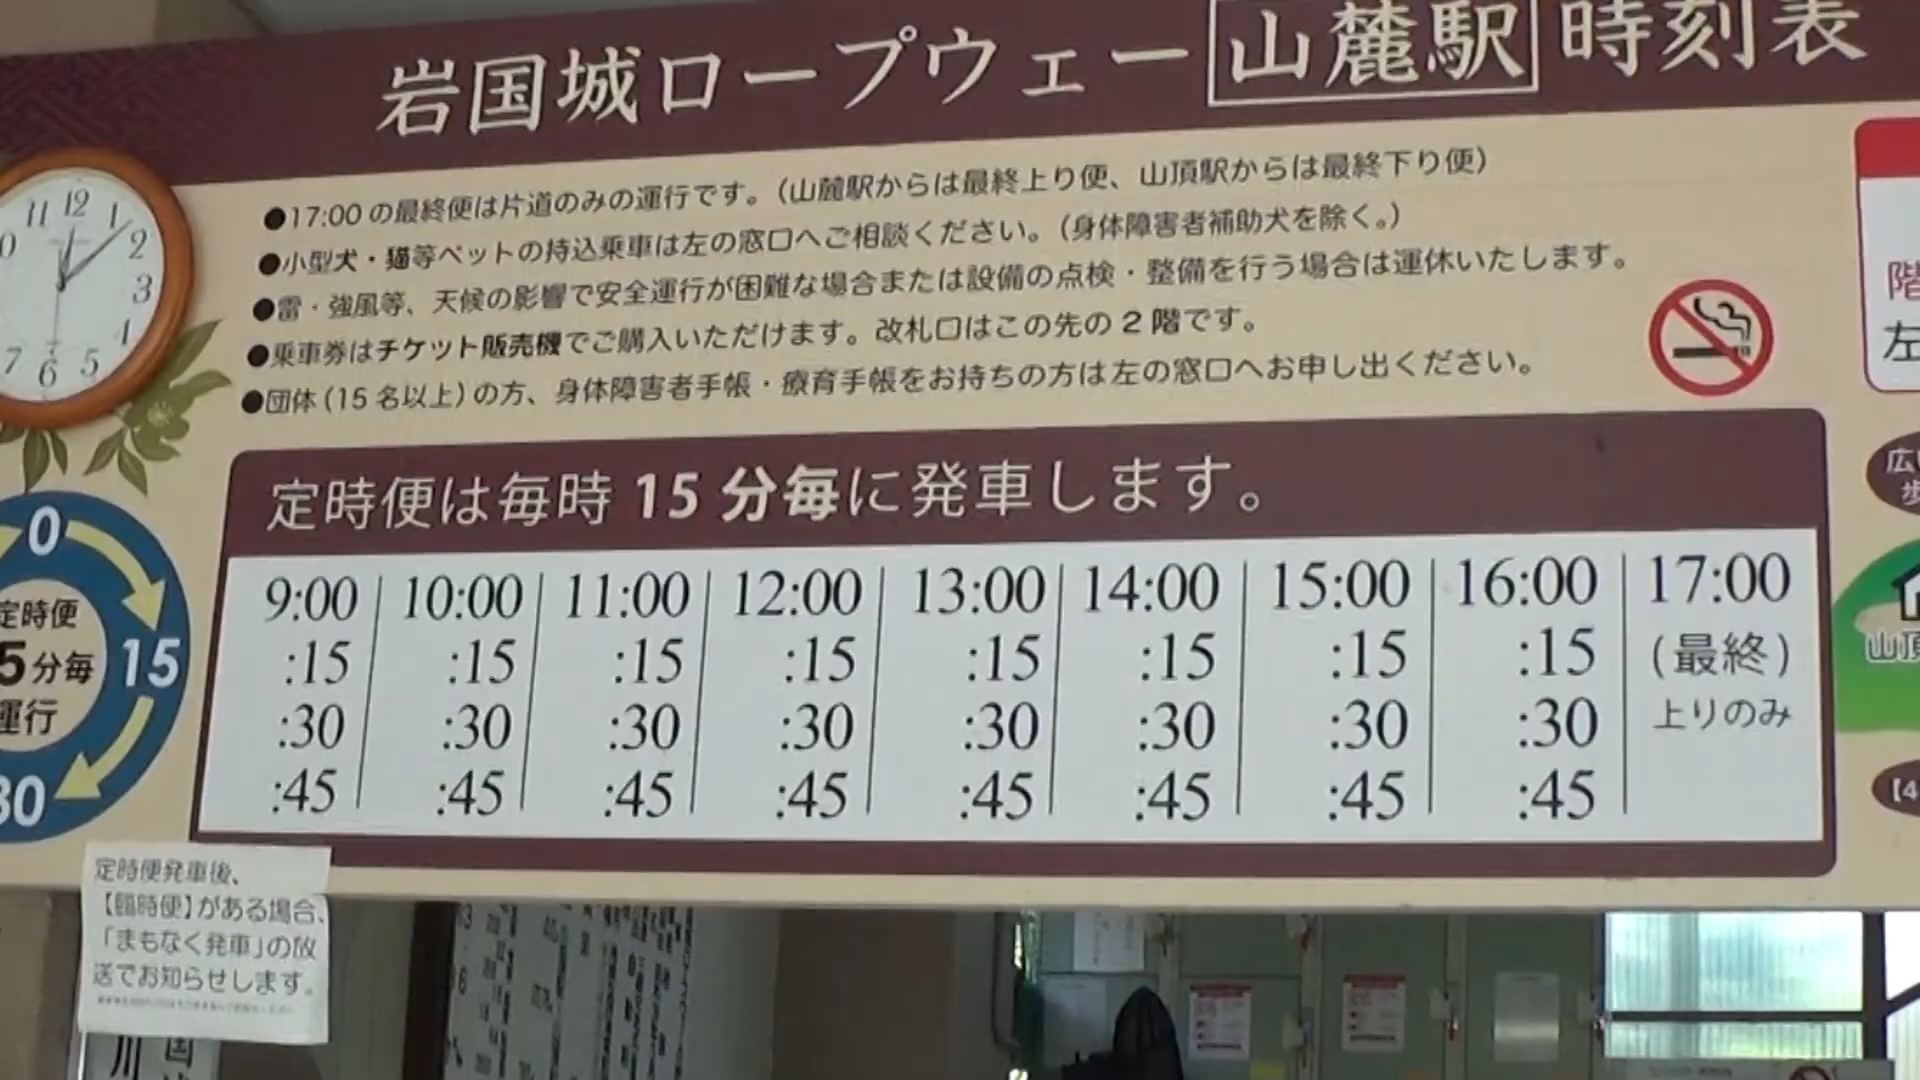 岩国城ロープウェー 山麓駅 時刻表
●17:00の最終便は片道のみの運行です。（山麓駅からは最終上り便、山頂駅からは最終下り便）
●小型犬・猫等ペットの持込乗車は左の窓口へご相談ください。（身体障害者補助犬を除く。）
●雷・強風等、天候の影響で安全運行が困難な場合または設備の点検・整備を行う場合は運休いたします。
●乗車券はチケット販売機でご購入いただけます。改札口はこの先の2階です。
●団体（15名以上）の方、身体障害者手帳・療育手帳をお持ちの方は左の窓口へお申し出ください。
11 12 1
2
3
4
5
6
7
定時便は毎時 15 分毎に発車します。
9:00 10:00 11:00 12:00 13:00 14:00 15:00 16:00 17:00
:15 :15 :15 :15 :15 :15 :15 :15 (最終)
:30 :30 :30 :30 :30 :30 :30 :30 上りのみ
:45 :45 :45 :45 :45 :45 :45 :45
0
15
30
定時便
5分毎
運行
階
左
山頂
定時便発車後、
【臨時便】がある場合、
「まもなく発車」の放
送でお知らせします。